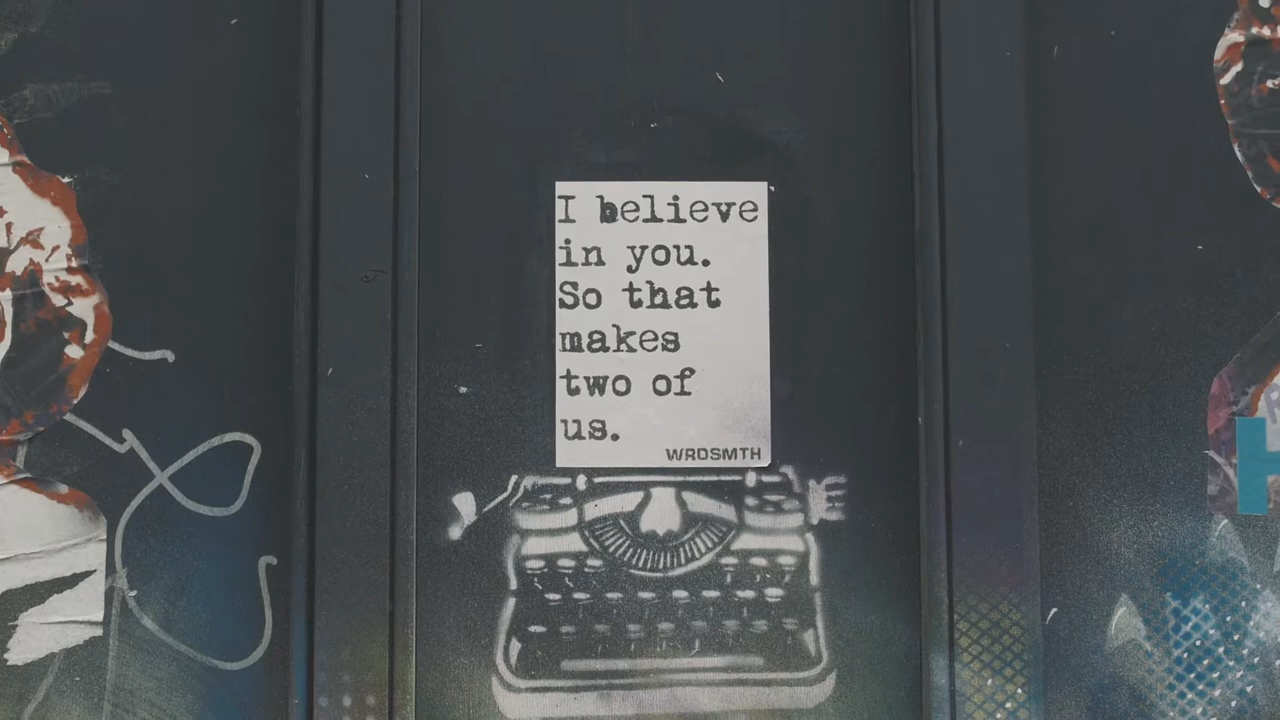 I believe
in you.
So that
makes
two of
us.
WRDSMTH
H